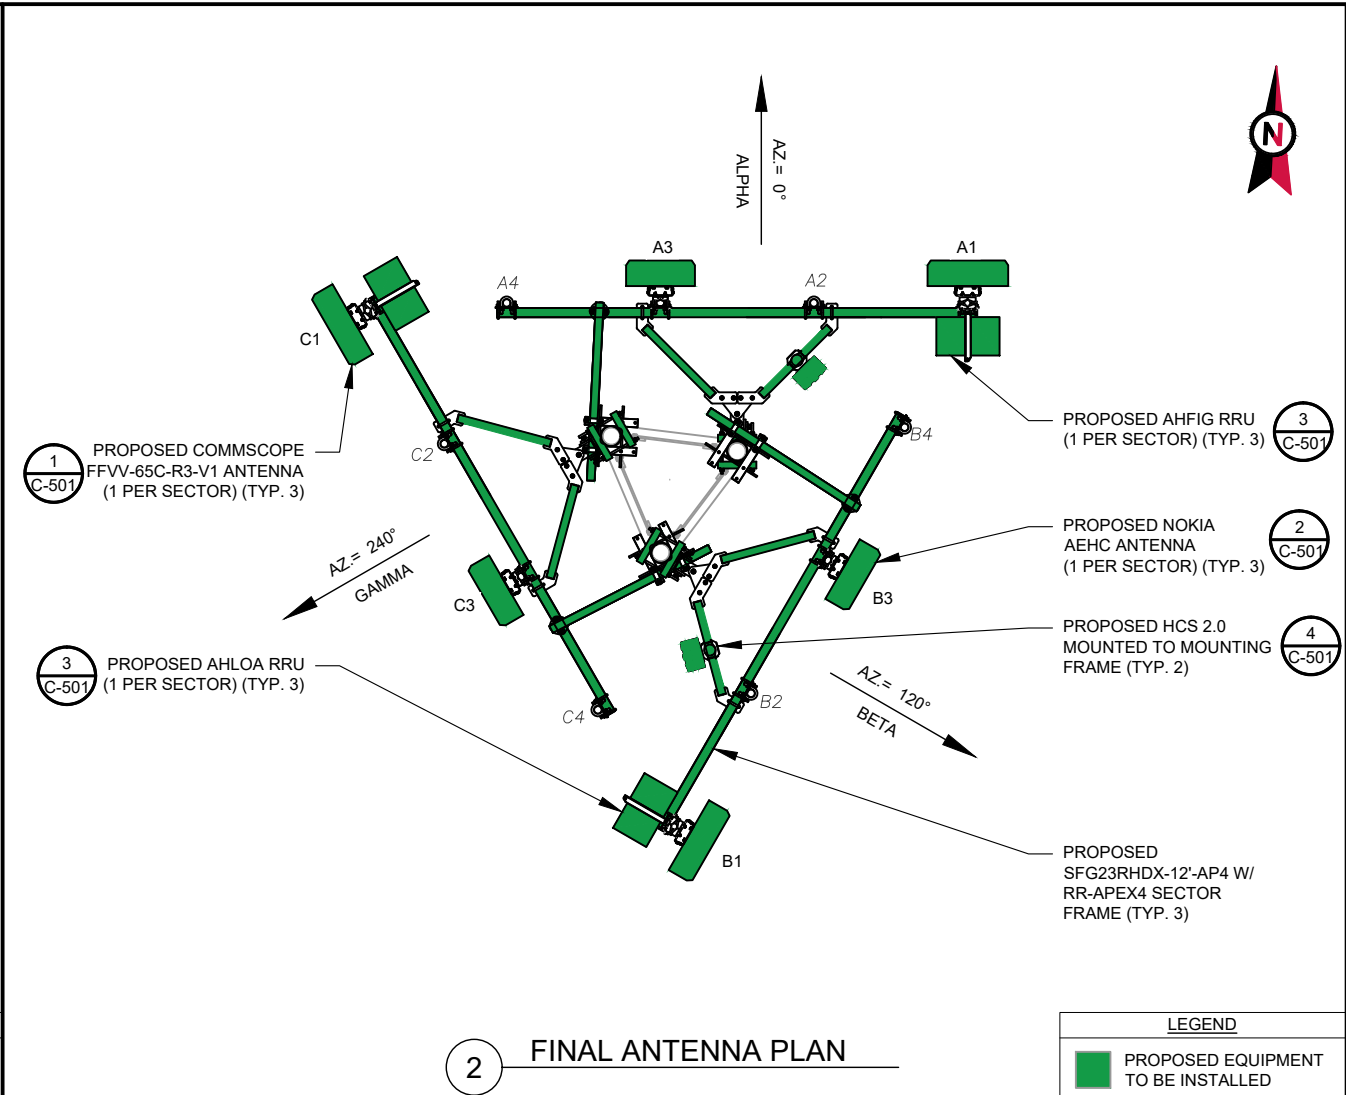 N
AZ.= 0°
ALPHA
A3
A1
A4
A2
C1
C2
B4
PROPOSED AHFIG RRU
(1 PER SECTOR) (TYP. 3)
3
C-501
1
C-501
PROPOSED COMMSCOPE
FFVV-65C-R3-V1 ANTENNA
(1 PER SECTOR) (TYP. 3)
PROPOSED NOKIA
AEHC ANTENNA
(1 PER SECTOR) (TYP. 3)
2
C-501
AZ.= 240°
GAMMA
C3
B3
PROPOSED HCS 2.0
MOUNTED TO MOUNTING
FRAME (TYP. 2)
4
C-501
3
C-501
PROPOSED AHLOA RRU
(1 PER SECTOR) (TYP. 3)
C4
B2
AZ.= 120°
BETA
B1
PROPOSED
SFG23RHDX-12'-AP4 W/
RR-APEX4 SECTOR
FRAME (TYP. 3)
2
FINAL ANTENNA PLAN
LEGEND
PROPOSED EQUIPMENT
TO BE INSTALLED